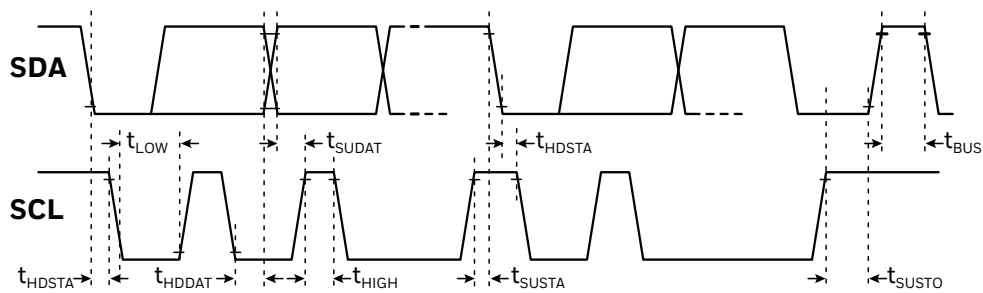 SDA
tLOW
tSUDAT
tHDSTA
tBUS
SCL
tHDSTA
tHDDAT
tHIGH
tSUSTA
tSUSTO